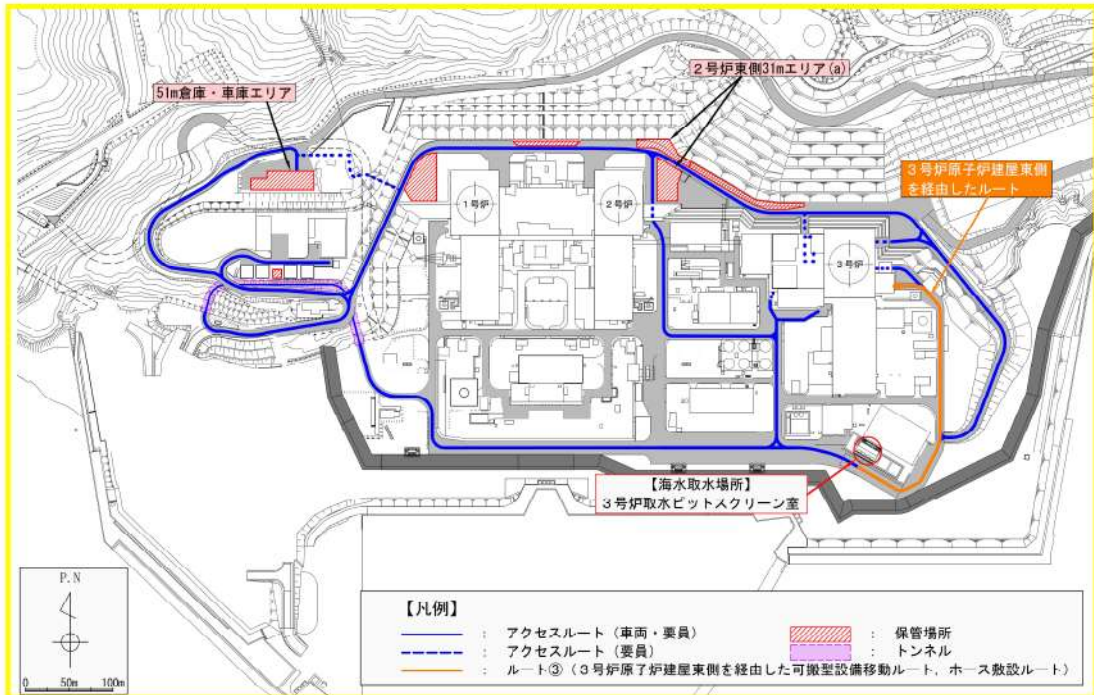 51m倉庫・車庫エリア
2号炉東側31mエリア(a)
3号炉原子炉建屋東側
を経由したルート
1号炉
2号炉
3号炉
【海水取水場所】
3号炉取水ピットスクリーン室
P.N
0 50m 100m
【凡例】
: アクセスルート（車両・要員）
: 保管場所
: アクセスルート（要員）
: トンネル
: ルート③（3号炉原子炉建屋東側を経由した可搬型設備移動ルート，ホース敷設ルート）